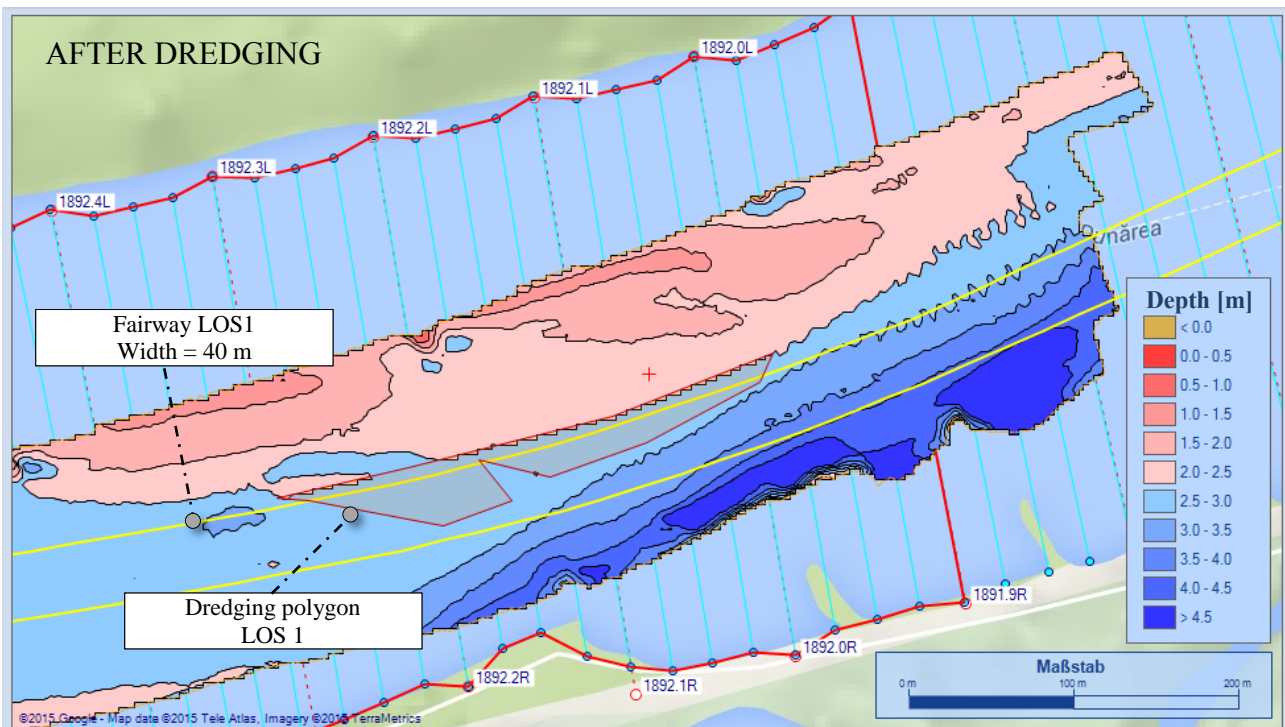 AFTER DREDGING
1892.0L
1892.1L
1892.2L
1892.3L
1892.4L
Fairway LOS1
Width = 40 m
Dredging polygon
LOS 1
Depth [m]
< 0.0
0.0 - 0.5
0.5 - 1.0
1.0 - 1.5
1.5 - 2.0
2.0 - 2.5
2.5 - 3.0
3.0 - 3.5
3.5 - 4.0
4.0 - 4.5
> 4.5
1891.9R
1892.0R
1892.1R
1892.2R
Maßstab
0 m 100 m 200 m
©2015 Google - Map data ©2015 Tele Atlas, Imagery ©2015 TerraMetrics